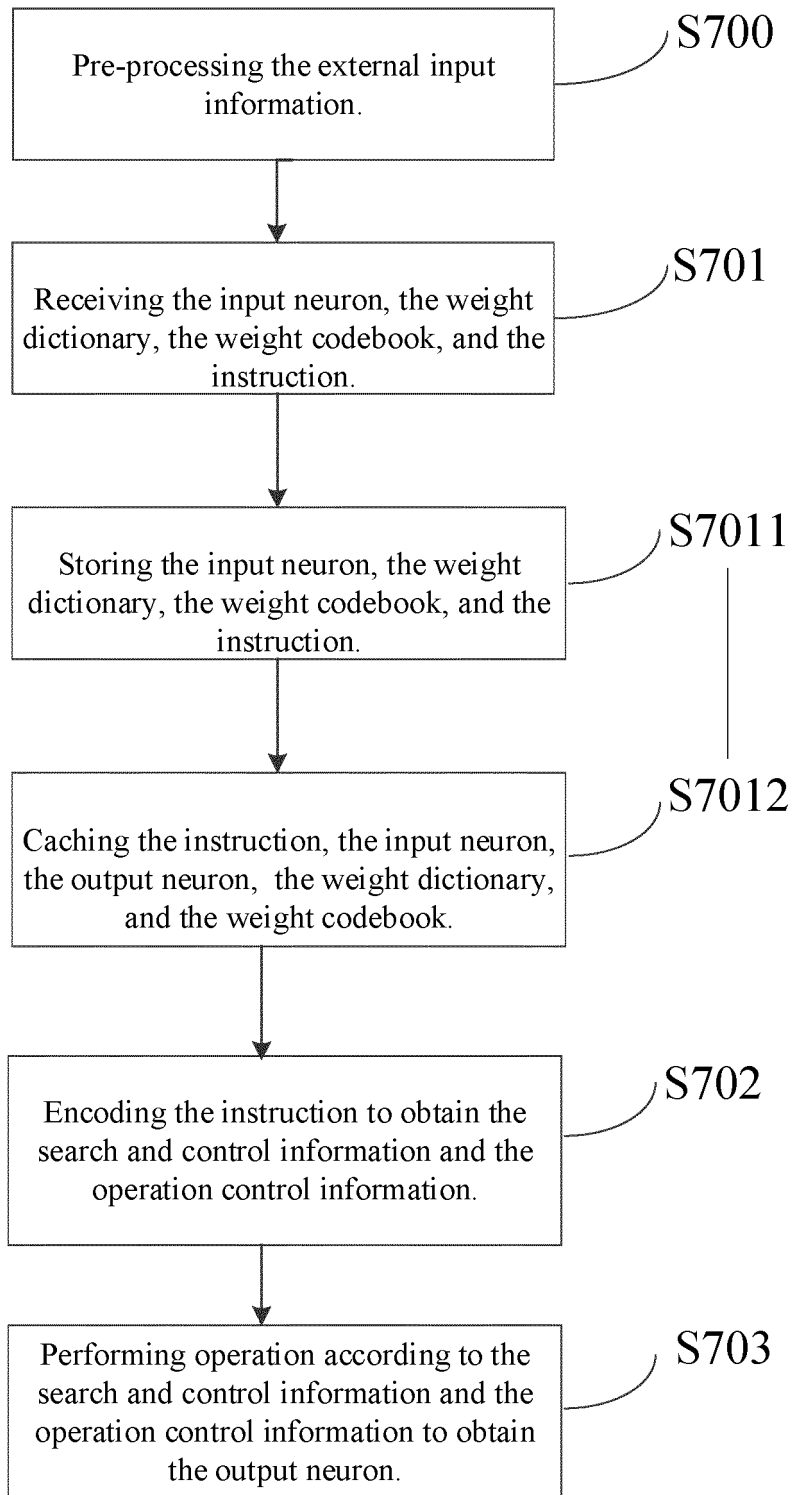 Pre-processing the external input
information.
S700
Receiving the input neuron, the weight
dictionary, the weight codebook, and the
instruction.
S701
Storing the input neuron, the weight
dictionary, the weight codebook, and the
instruction.
S7011
Caching the instruction, the input neuron,
the output neuron, the weight dictionary,
and the weight codebook.
S7012
Encoding the instruction to obtain the
search and control information and the
operation control information.
S702
Performing operation according to the
search and control information and the
operation control information to obtain
the output neuron.
S703